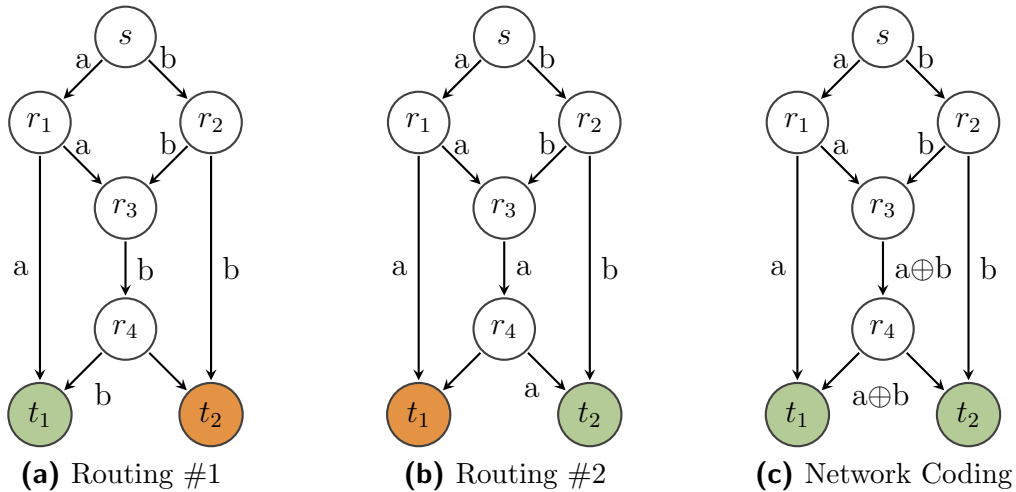 s
a b
r1 r2
a b
r3
a b b
r4
b
t1 t2
(a) Routing #1
s
a b
r1 r2
a b
r3
a a b
r4
a
t1 t2
(b) Routing #2
s
a b
r1 r2
a b
r3
a a⊕b b
r4
a⊕b
t1 t2
(c) Network Coding